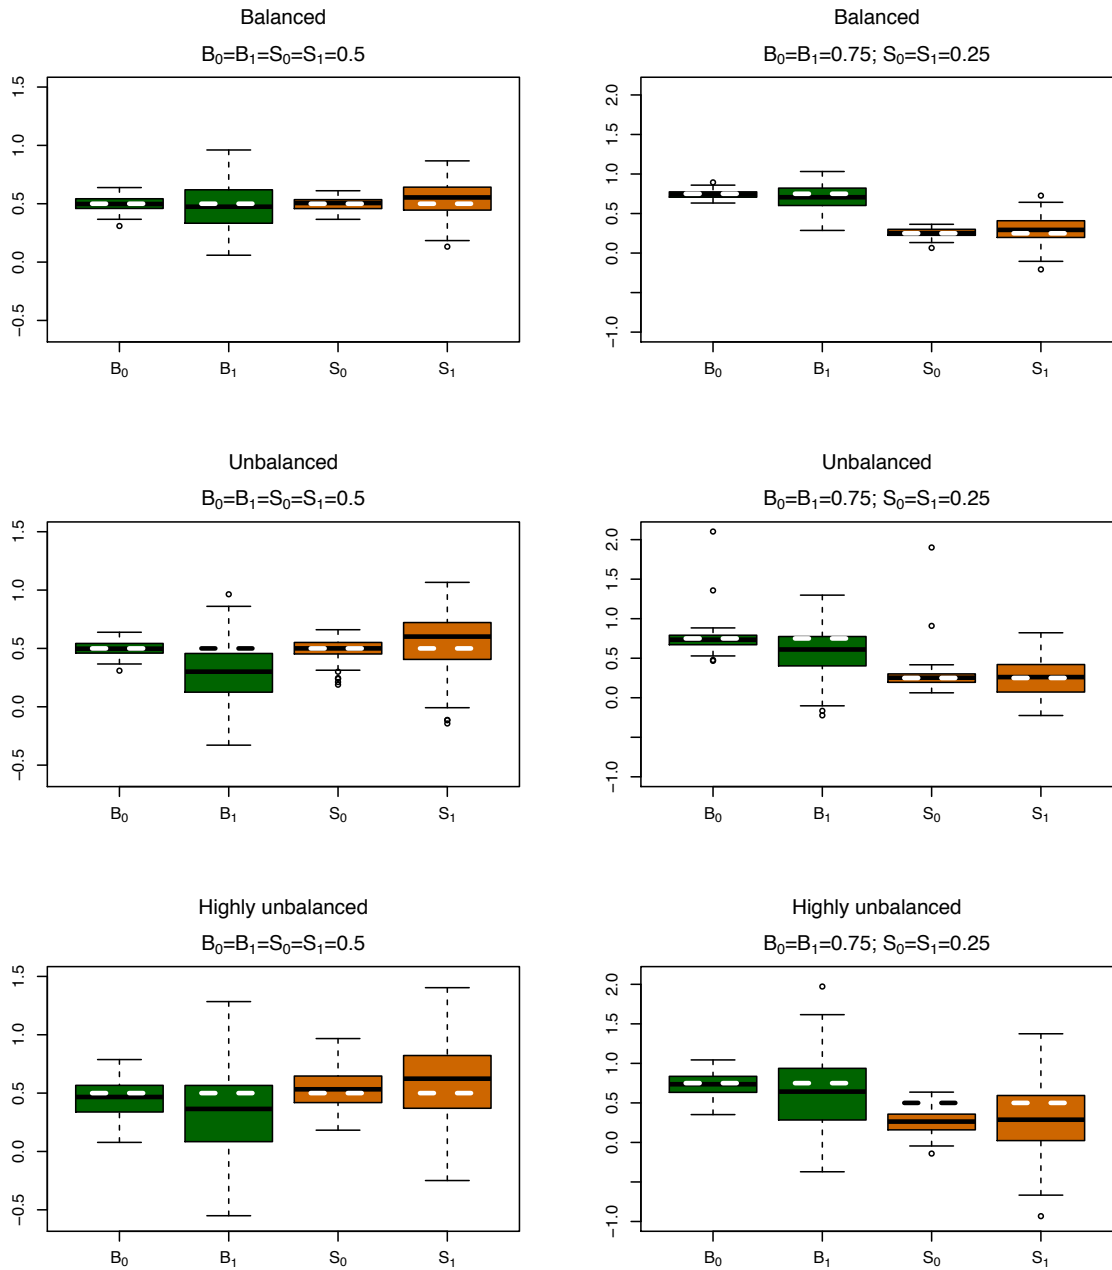 Balanced
B₀=B₁=S₀=S₁=0.5
1.5
1.0
0.5
0.0
−0.5
B₀ B₁ S₀ S₁
Balanced
B₀=B₁=0.75; S₀=S₁=0.25
2.0
1.5
1.0
0.5
0.0
−1.0
B₀ B₁ S₀ S₁
Unbalanced
B₀=B₁=S₀=S₁=0.5
1.5
1.0
0.5
0.0
−0.5
B₀ B₁ S₀ S₁
Unbalanced
B₀=B₁=0.75; S₀=S₁=0.25
2.0
1.5
1.0
0.5
0.0
−1.0
B₀ B₁ S₀ S₁
Highly unbalanced
B₀=B₁=S₀=S₁=0.5
1.5
1.0
0.5
0.0
−0.5
B₀ B₁ S₀ S₁
Highly unbalanced
B₀=B₁=0.75; S₀=S₁=0.25
2.0
1.5
1.0
0.5
0.0
−1.0
B₀ B₁ S₀ S₁